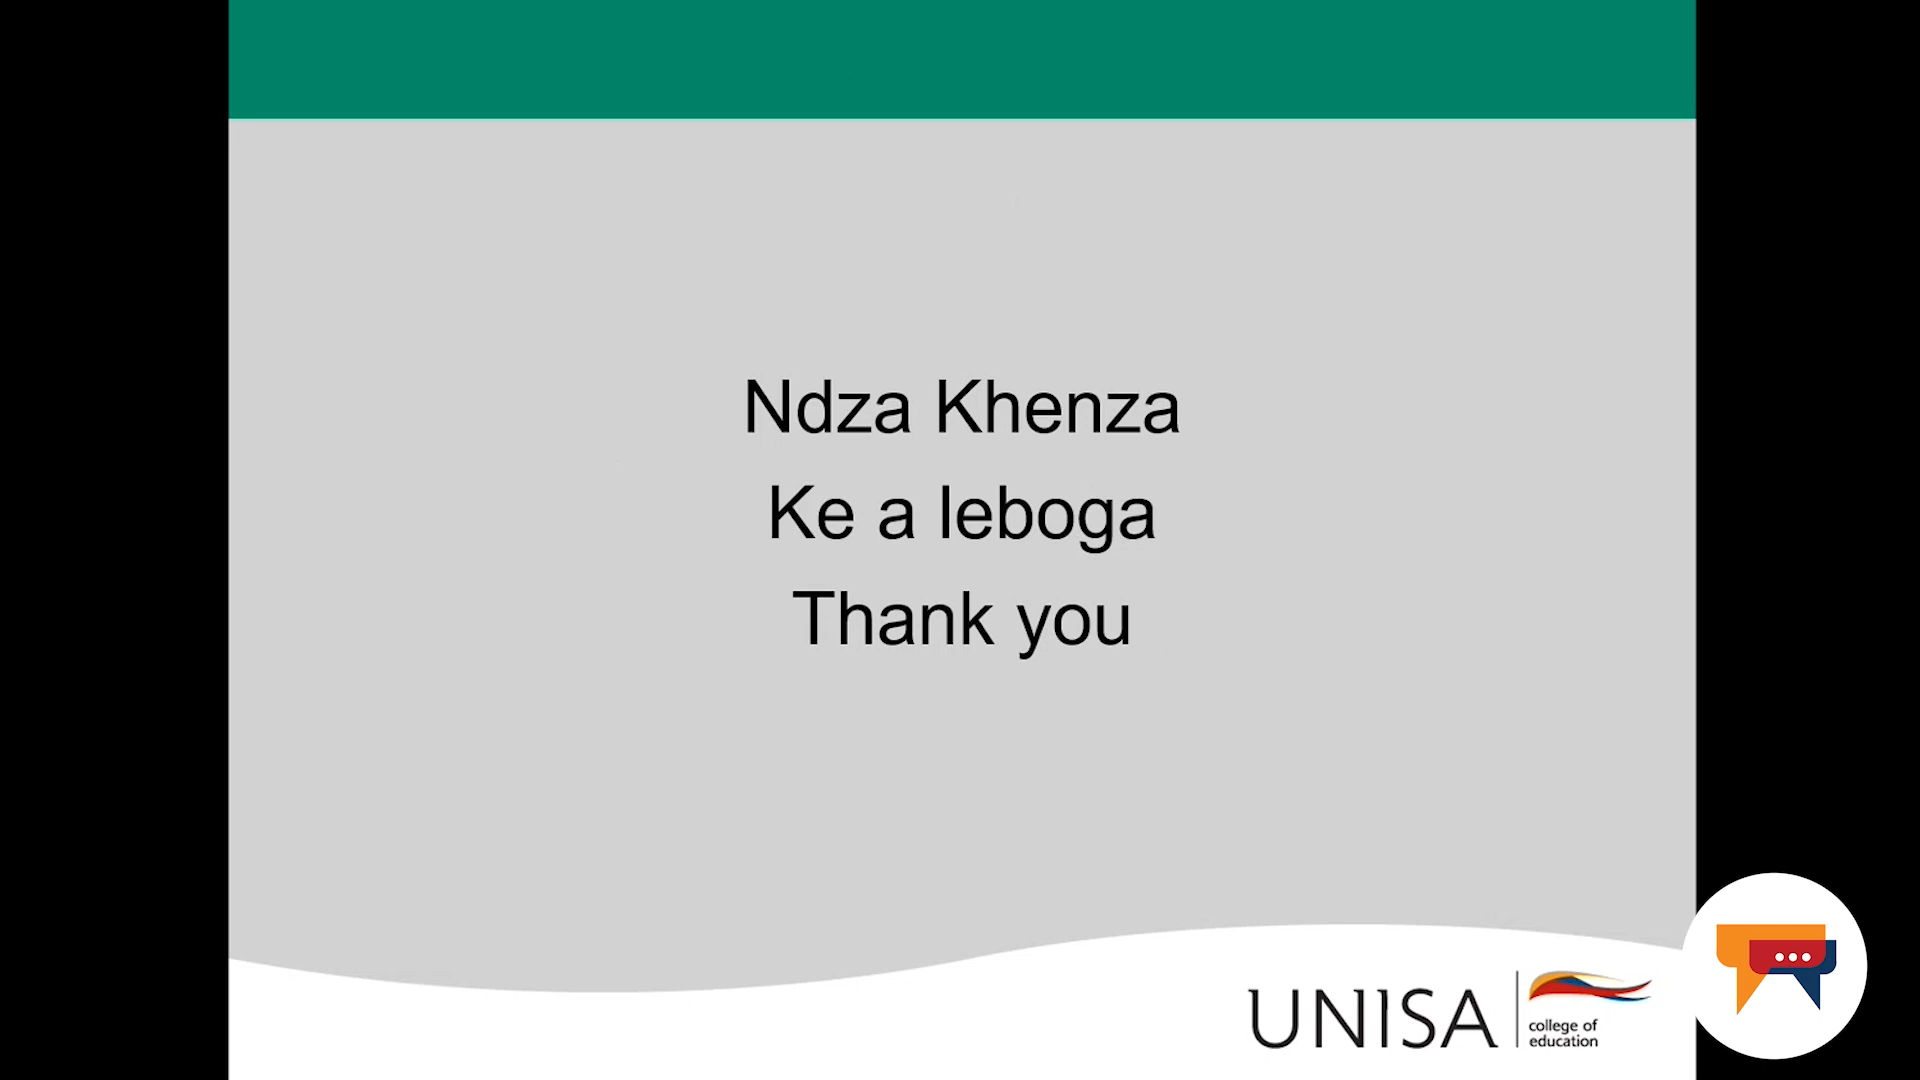 Ndza Khenza
Ke a leboga
Thank you
UNISA
college of
education